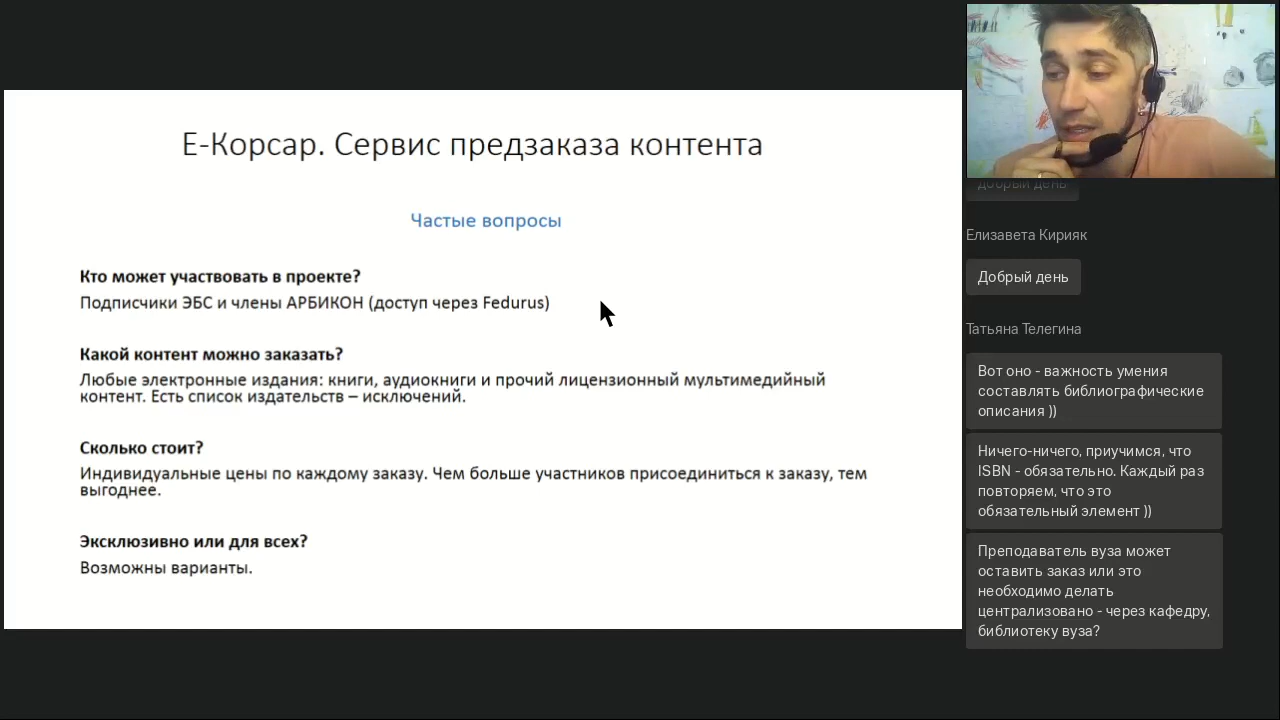 Е-Корсар. Сервис предзаказа контента
Частые вопросы
Кто может участвовать в проекте?
Подписчики ЭБС и члены АРБИКОН (доступ через Fedurus)
Какой контент можно заказать?
Любые электронные издания: книги, аудиокниги и прочий лицензионный мультимедийный
контент. Есть список издательств – исключений.
Сколько стоит?
Индивидуальные цены по каждому заказу. Чем больше участников присоединиться к заказу, тем
выгоднее.
Эксклюзивно или для всех?
Возможны варианты.
добрый день
Елизавета Кирияк
Добрый день
Татьяна Телегина
Вот оно - важность умения
составлять библиографические
описания ))
Ничего-ничего, приучимся, что
ISBN - обязательно. Каждый раз
повторяем, что это
обязательный элемент ))
Преподаватель вуза может
оставить заказ или это
необходимо делать
централизовано - через кафедру,
библиотеку вуза?